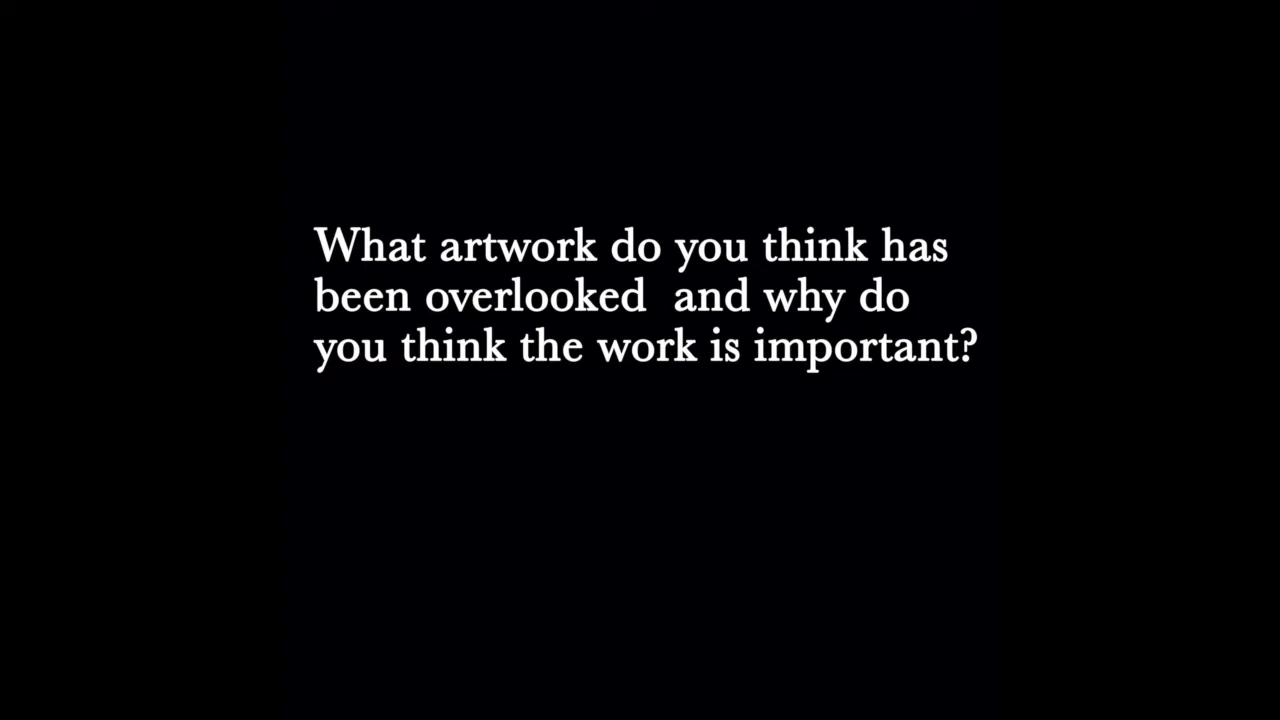 What artwork do you think has
been overlooked  and why do
you think the work is important?